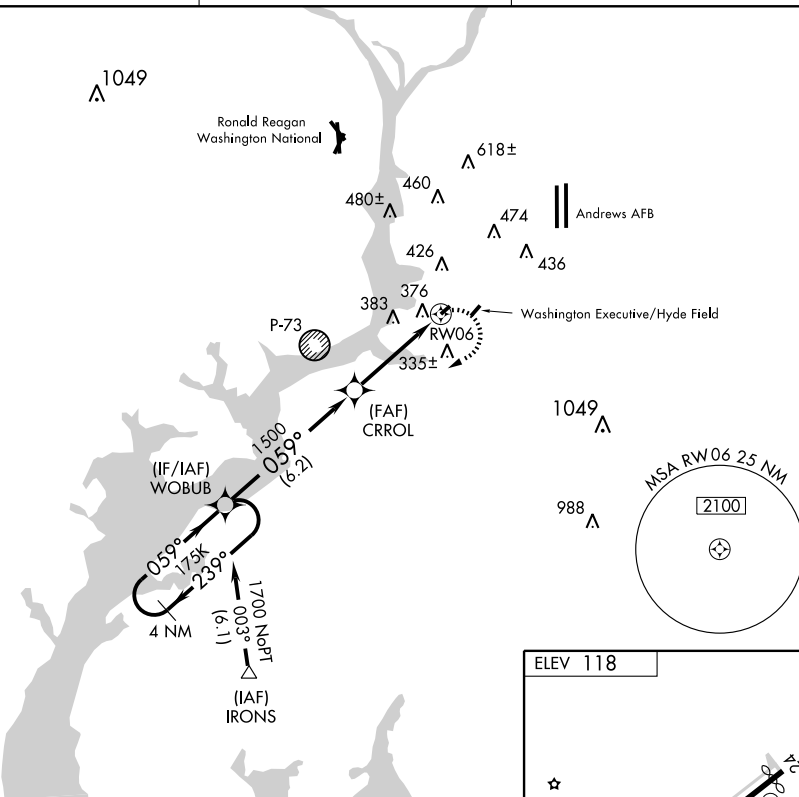 1049
Ronald Reagan
Washington National
618±
460
480±
474
Andrews AFB
426
436
383
376
P-73
Washington Executive/Hyde Field
RW06
335±
(FAF)
CRROL
1500
059°
(6.2)
(IF/IAF)
WOBUB
059°
175K
239°
4 NM
1700 NoPT
003°
(6.1)
(IAF)
IRONS
1049
988
MSA RW06 25 NM
2100
ELEV 118
24